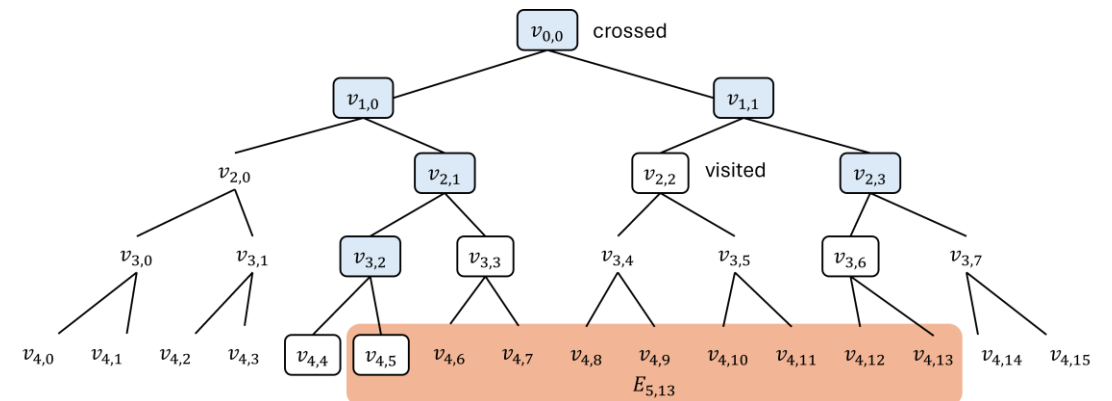 v0,0 crossed
v1,0 v1,1
v2,0 v2,1 v2,2 visited v2,3
v3,0 v3,1 v3,2 v3,3 v3,4 v3,5 v3,6 v3,7
v4,0 v4,1 v4,2 v4,3 v4,4 v4,5 v4,6 v4,7 v4,8 v4,9 v4,10 v4,11 v4,12 v4,13 v4,14 v4,15
E5,13